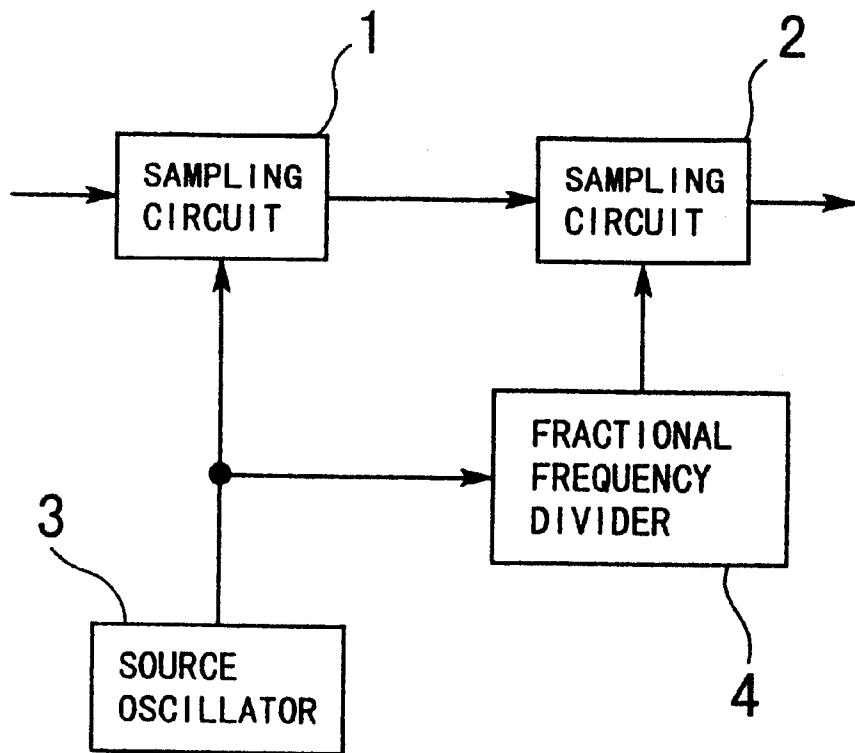 1
2
SAMPLING
CIRCUIT
SAMPLING
CIRCUIT
FRACTIONAL
FREQUENCY
DIVIDER
3
4
SOURCE
OSCILLATOR